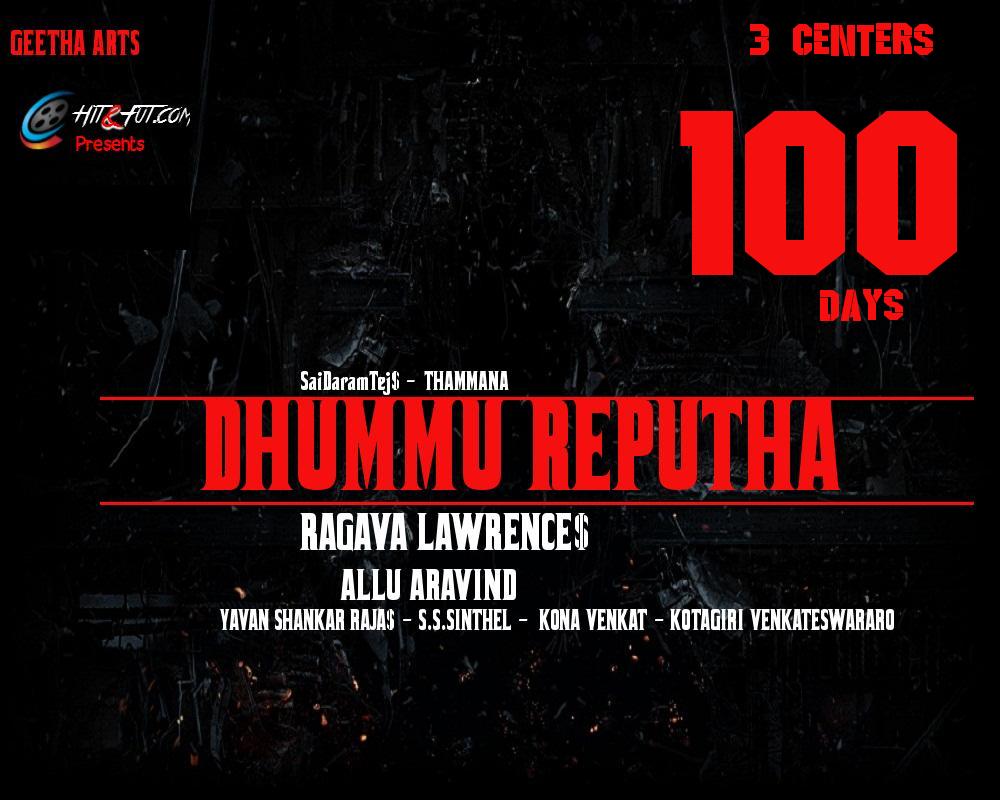 GEETHA ARTS
3 CENTERS
HIT&FUT.COM
Presents
100
DAYS
SaiDaramTej$ - THAMMANA
DHUMMU REPUTHA
RAGAVA LAWRENCE$
ALLU ARAVIND
YAVAN SHANKAR RAJA$ - S.S.SINTHEL - KONA VENKAT - KOTAGIRI VENKATESWARARO